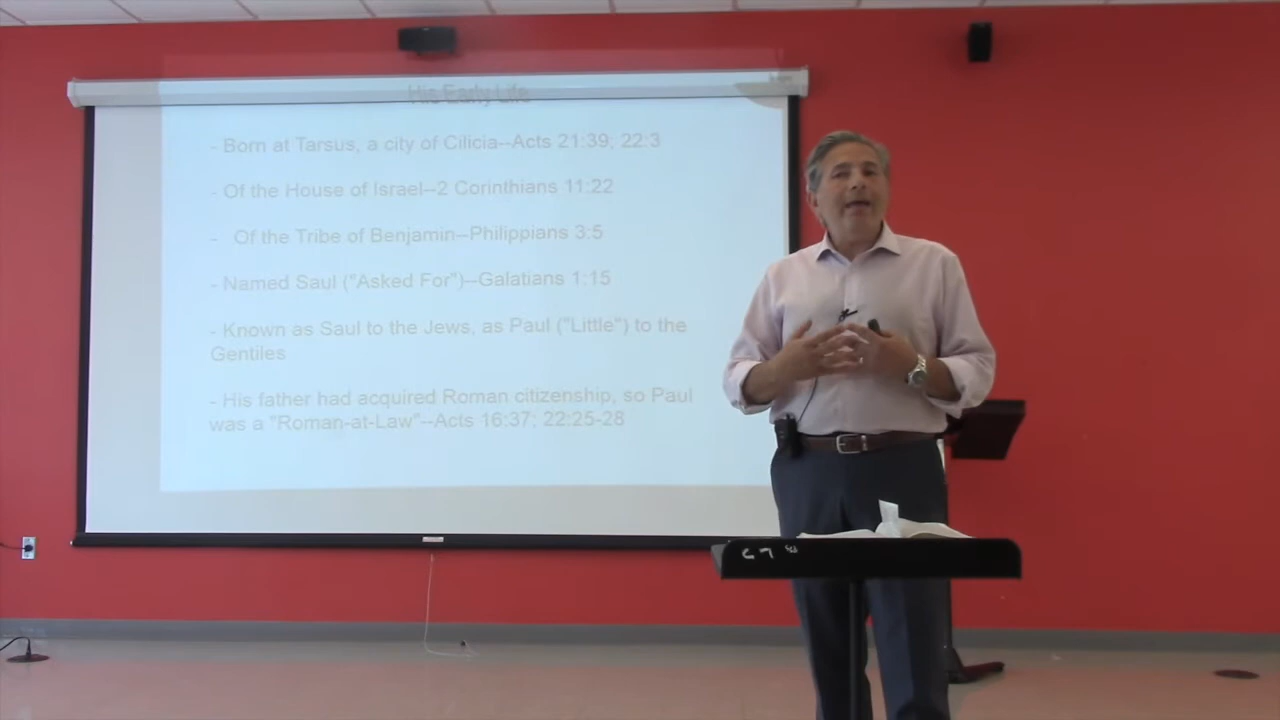 His Early Life
- Born at Tarsus, a city of Cilicia--Acts 21:39; 22:3
- Of the House of Israel--2 Corinthians 11:22
- Of the Tribe of Benjamin--Philippians 3:5
- Named Saul ("Asked For")--Galatians 1:15
- Known as Saul to the Jews, as Paul ("Little") to the
Gentiles
- His father had acquired Roman citizenship, so Paul
was a "Roman-at-Law"--Acts 16:37; 22:25-28